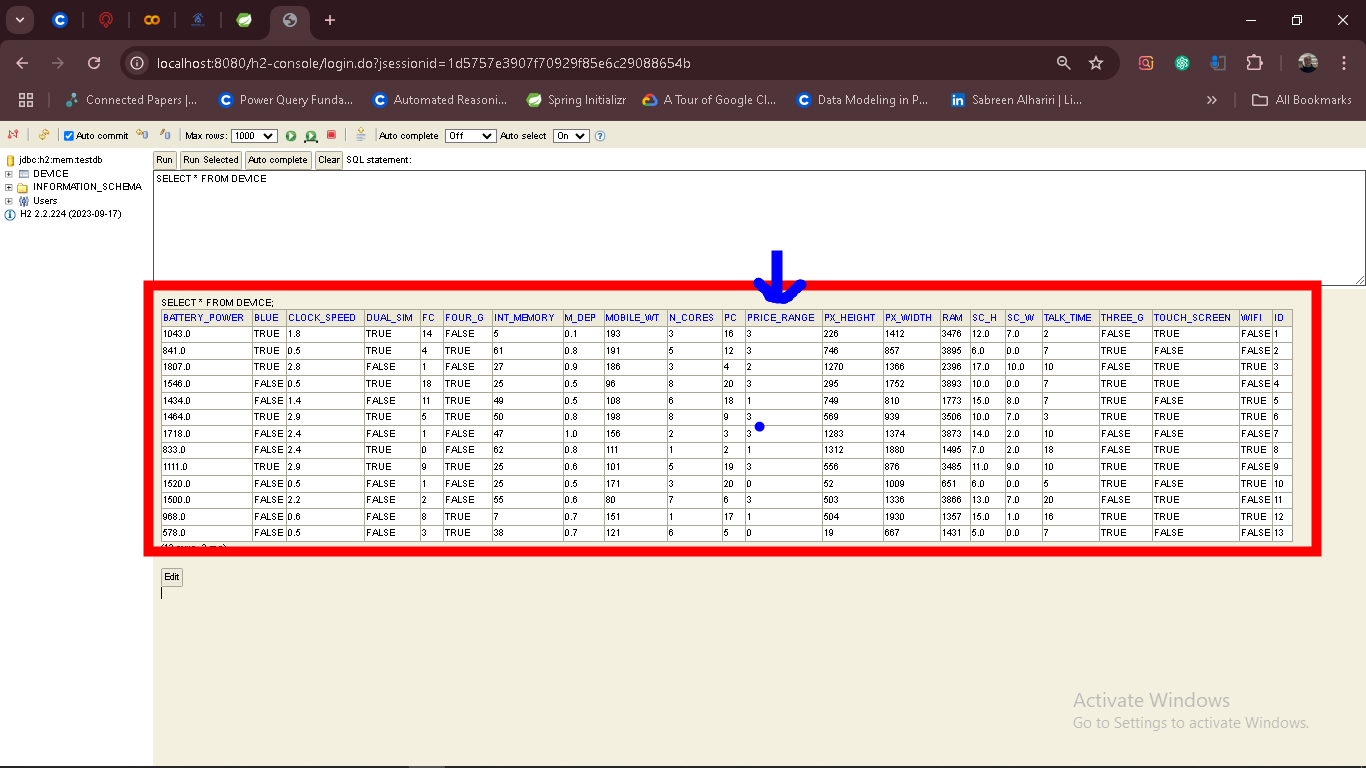 localhost:8080/h2-console/login.do?jsessionid=1d5757e3907f70929f85e6c29088654b
Connected Papers |... Power Query Funda... Automated Reasoni... Spring Initializr A Tour of Google Cl... Data Modeling in P... Sabreen Alhariri | Li... » All Bookmarks
Auto commit Max rows: 1000 Auto complete Off Auto select On
jdbc:h2:mem:testdb
DEVICE
INFORMATION_SCHEMA
Users
H2 2.2.224 (2023-09-17)
Run Run Selected Auto complete Clear SQL statement:
SELECT * FROM DEVICE
SELECT * FROM DEVICE;
BATTERY_POWER BLUE CLOCK_SPEED DUAL_SIM FC FOUR_G INT_MEMORY M_DEP MOBILE_WT N_CORES PC PRICE_RANGE PX_HEIGHT PX_WIDTH RAM SC_H SC_W TALK_TIME THREE_G TOUCH_SCREEN WIFI ID
1043.0 TRUE 1.8 TRUE 14 FALSE 5 0.1 193 3 16 3 226 1412 3476 12.0 7.0 2 FALSE TRUE FALSE 1
841.0 TRUE 0.5 TRUE 4 TRUE 61 0.8 191 5 12 3 746 857 3895 6.0 0.0 7 TRUE FALSE FALSE 2
1807.0 TRUE 2.8 FALSE 1 FALSE 27 0.9 186 3 4 2 1270 1366 2396 17.0 10.0 10 FALSE TRUE TRUE 3
1546.0 FALSE 0.5 TRUE 18 TRUE 25 0.5 96 8 20 3 295 1752 3893 10.0 0.0 7 TRUE TRUE FALSE 4
1434.0 FALSE 1.4 FALSE 11 TRUE 49 0.5 108 6 18 1 749 810 1773 15.0 8.0 7 TRUE FALSE TRUE 5
1464.0 TRUE 2.9 TRUE 5 TRUE 50 0.8 198 8 9 3 569 939 3506 10.0 7.0 3 TRUE TRUE TRUE 6
1718.0 FALSE 2.4 FALSE 1 FALSE 47 1.0 156 2 3 3 1283 1374 3873 14.0 2.0 10 FALSE FALSE FALSE 7
833.0 FALSE 2.4 TRUE 0 FALSE 62 0.8 111 1 2 1 1312 1880 1495 7.0 2.0 18 FALSE TRUE TRUE 8
1111.0 TRUE 2.9 TRUE 9 TRUE 25 0.6 101 5 19 3 556 876 3485 11.0 9.0 10 TRUE TRUE FALSE 9
1520.0 FALSE 0.5 FALSE 1 FALSE 25 0.5 171 3 20 0 52 1009 651 6.0 0.0 5 TRUE FALSE TRUE 10
1500.0 FALSE 2.2 FALSE 2 FALSE 55 0.6 80 7 6 3 503 1336 3866 13.0 7.0 20 FALSE TRUE FALSE 11
968.0 FALSE 0.6 FALSE 8 TRUE 7 0.7 151 1 17 1 504 1930 1357 15.0 1.0 16 TRUE TRUE TRUE 12
578.0 FALSE 0.5 FALSE 3 TRUE 38 0.7 121 6 5 0 19 667 1431 5.0 0.0 7 TRUE FALSE FALSE 13
Edit
Activate Windows
Go to Settings to activate Windows.